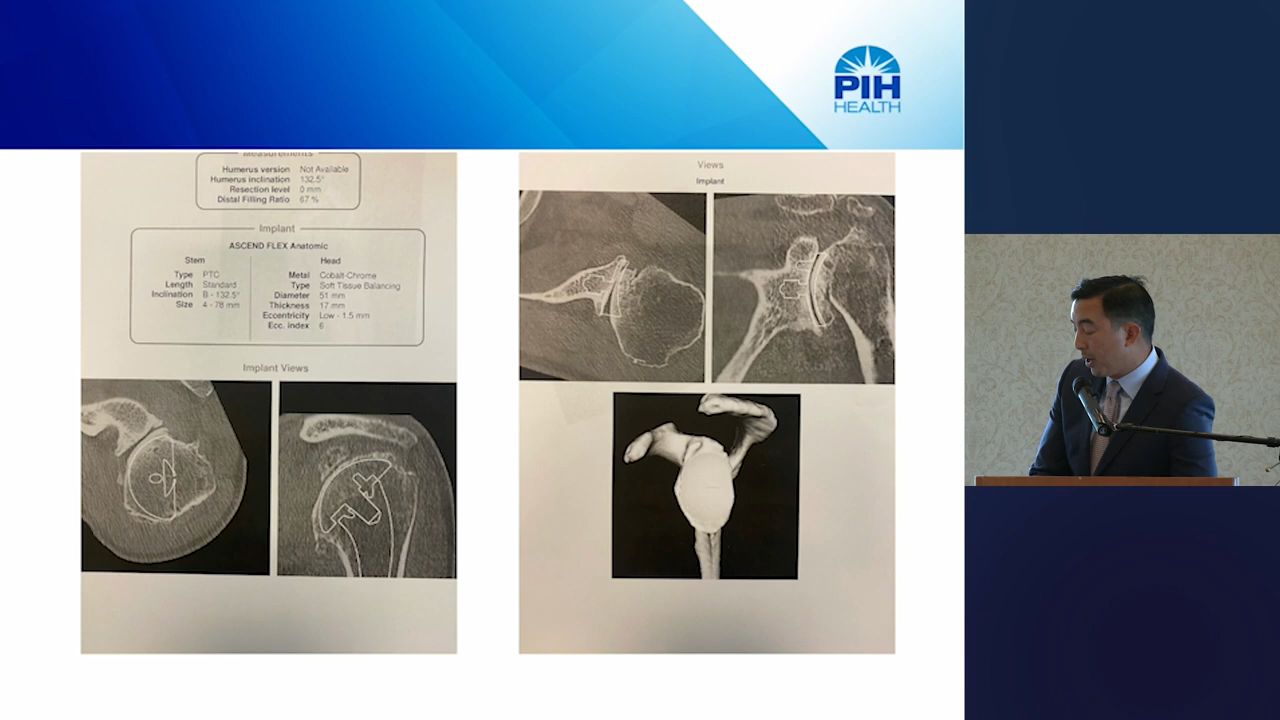 PIH
HEALTH
Measurements
Humerus version Not Available
Humerus inclination 132.5°
Resection level 0 mm
Distal Filling Ratio 67 %
Implant
ASCEND FLEX Anatomic
Stem Head
Type PTC Metal Cobalt-Chrome
Length Standard Type Soft Tissue Balancing
Inclination B - 132.5° Diameter 51 mm
Size 4 - 78 mm Thickness 17 mm
Eccentricity Low - 1.5 mm
Ecc. index 6
Implant Views
Views
Implant